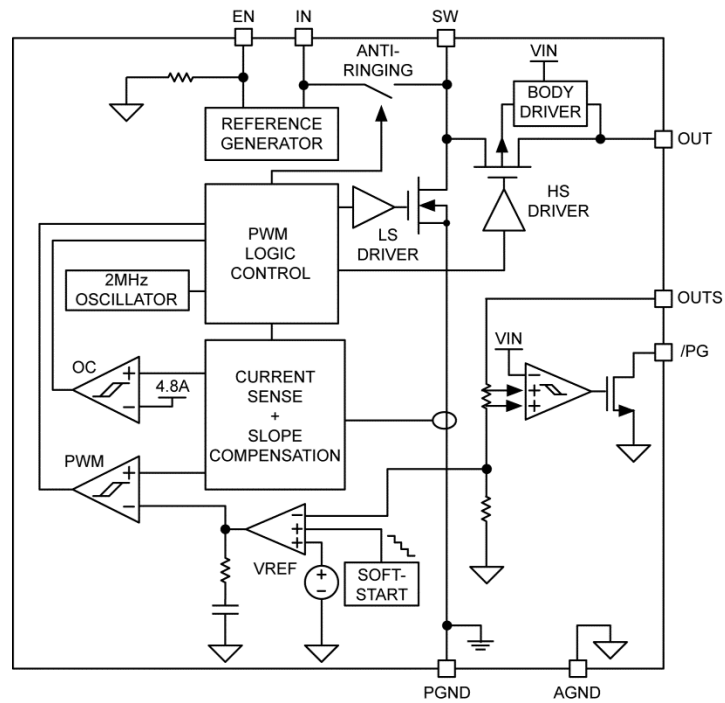 EN
IN
SW
ANTI-
RINGING
VIN
BODY
DRIVER
REFERENCE
GENERATOR
OUT
HS
DRIVER
PWM
LOGIC
CONTROL
LS
DRIVER
2MHz
OSCILLATOR
OUTS
VIN
/PG
OC
+
4.8A
−
CURRENT
SENSE
+
SLOPE
COMPENSATION
−
+
+
PWM
+
−
−
+
+
VREF
+
−
SOFT-
START
PGND
AGND